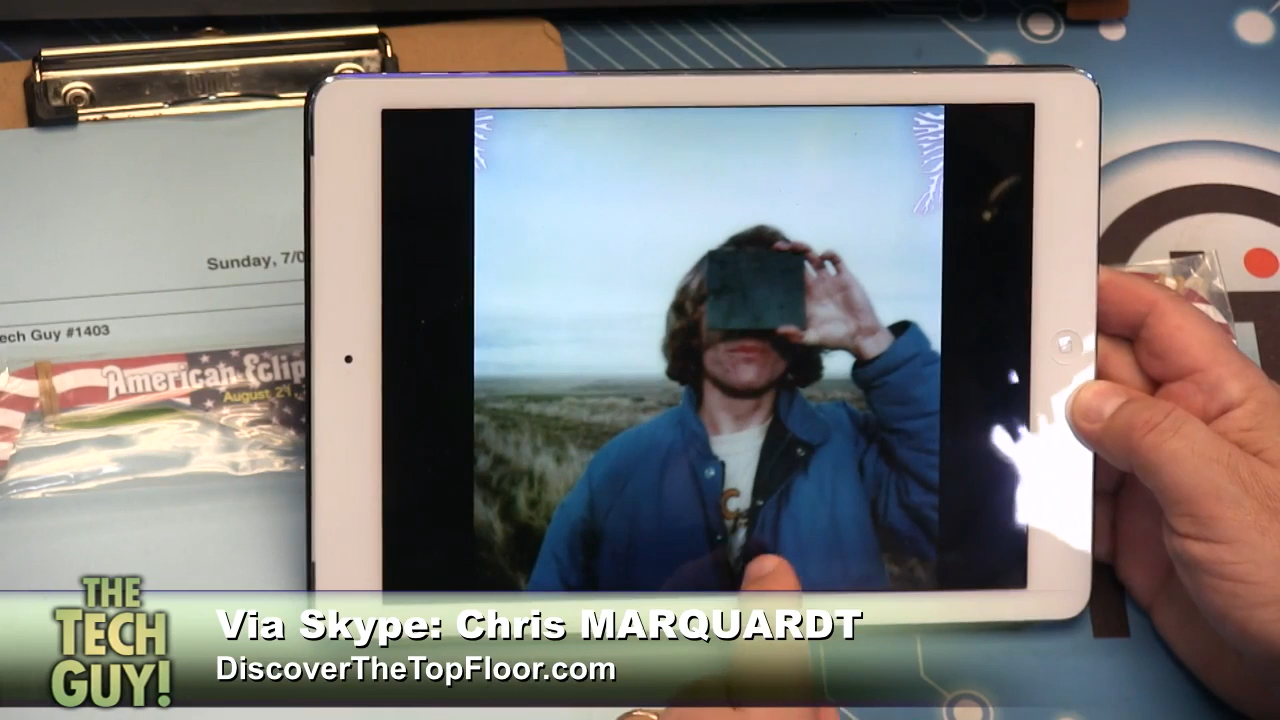 Sunday, 7/0
ech Guy #1403
American Eclip
August 21
THE
TECH
GUY!
Via Skype: Chris MARQUARDT
DiscoverTheTopFloor.com